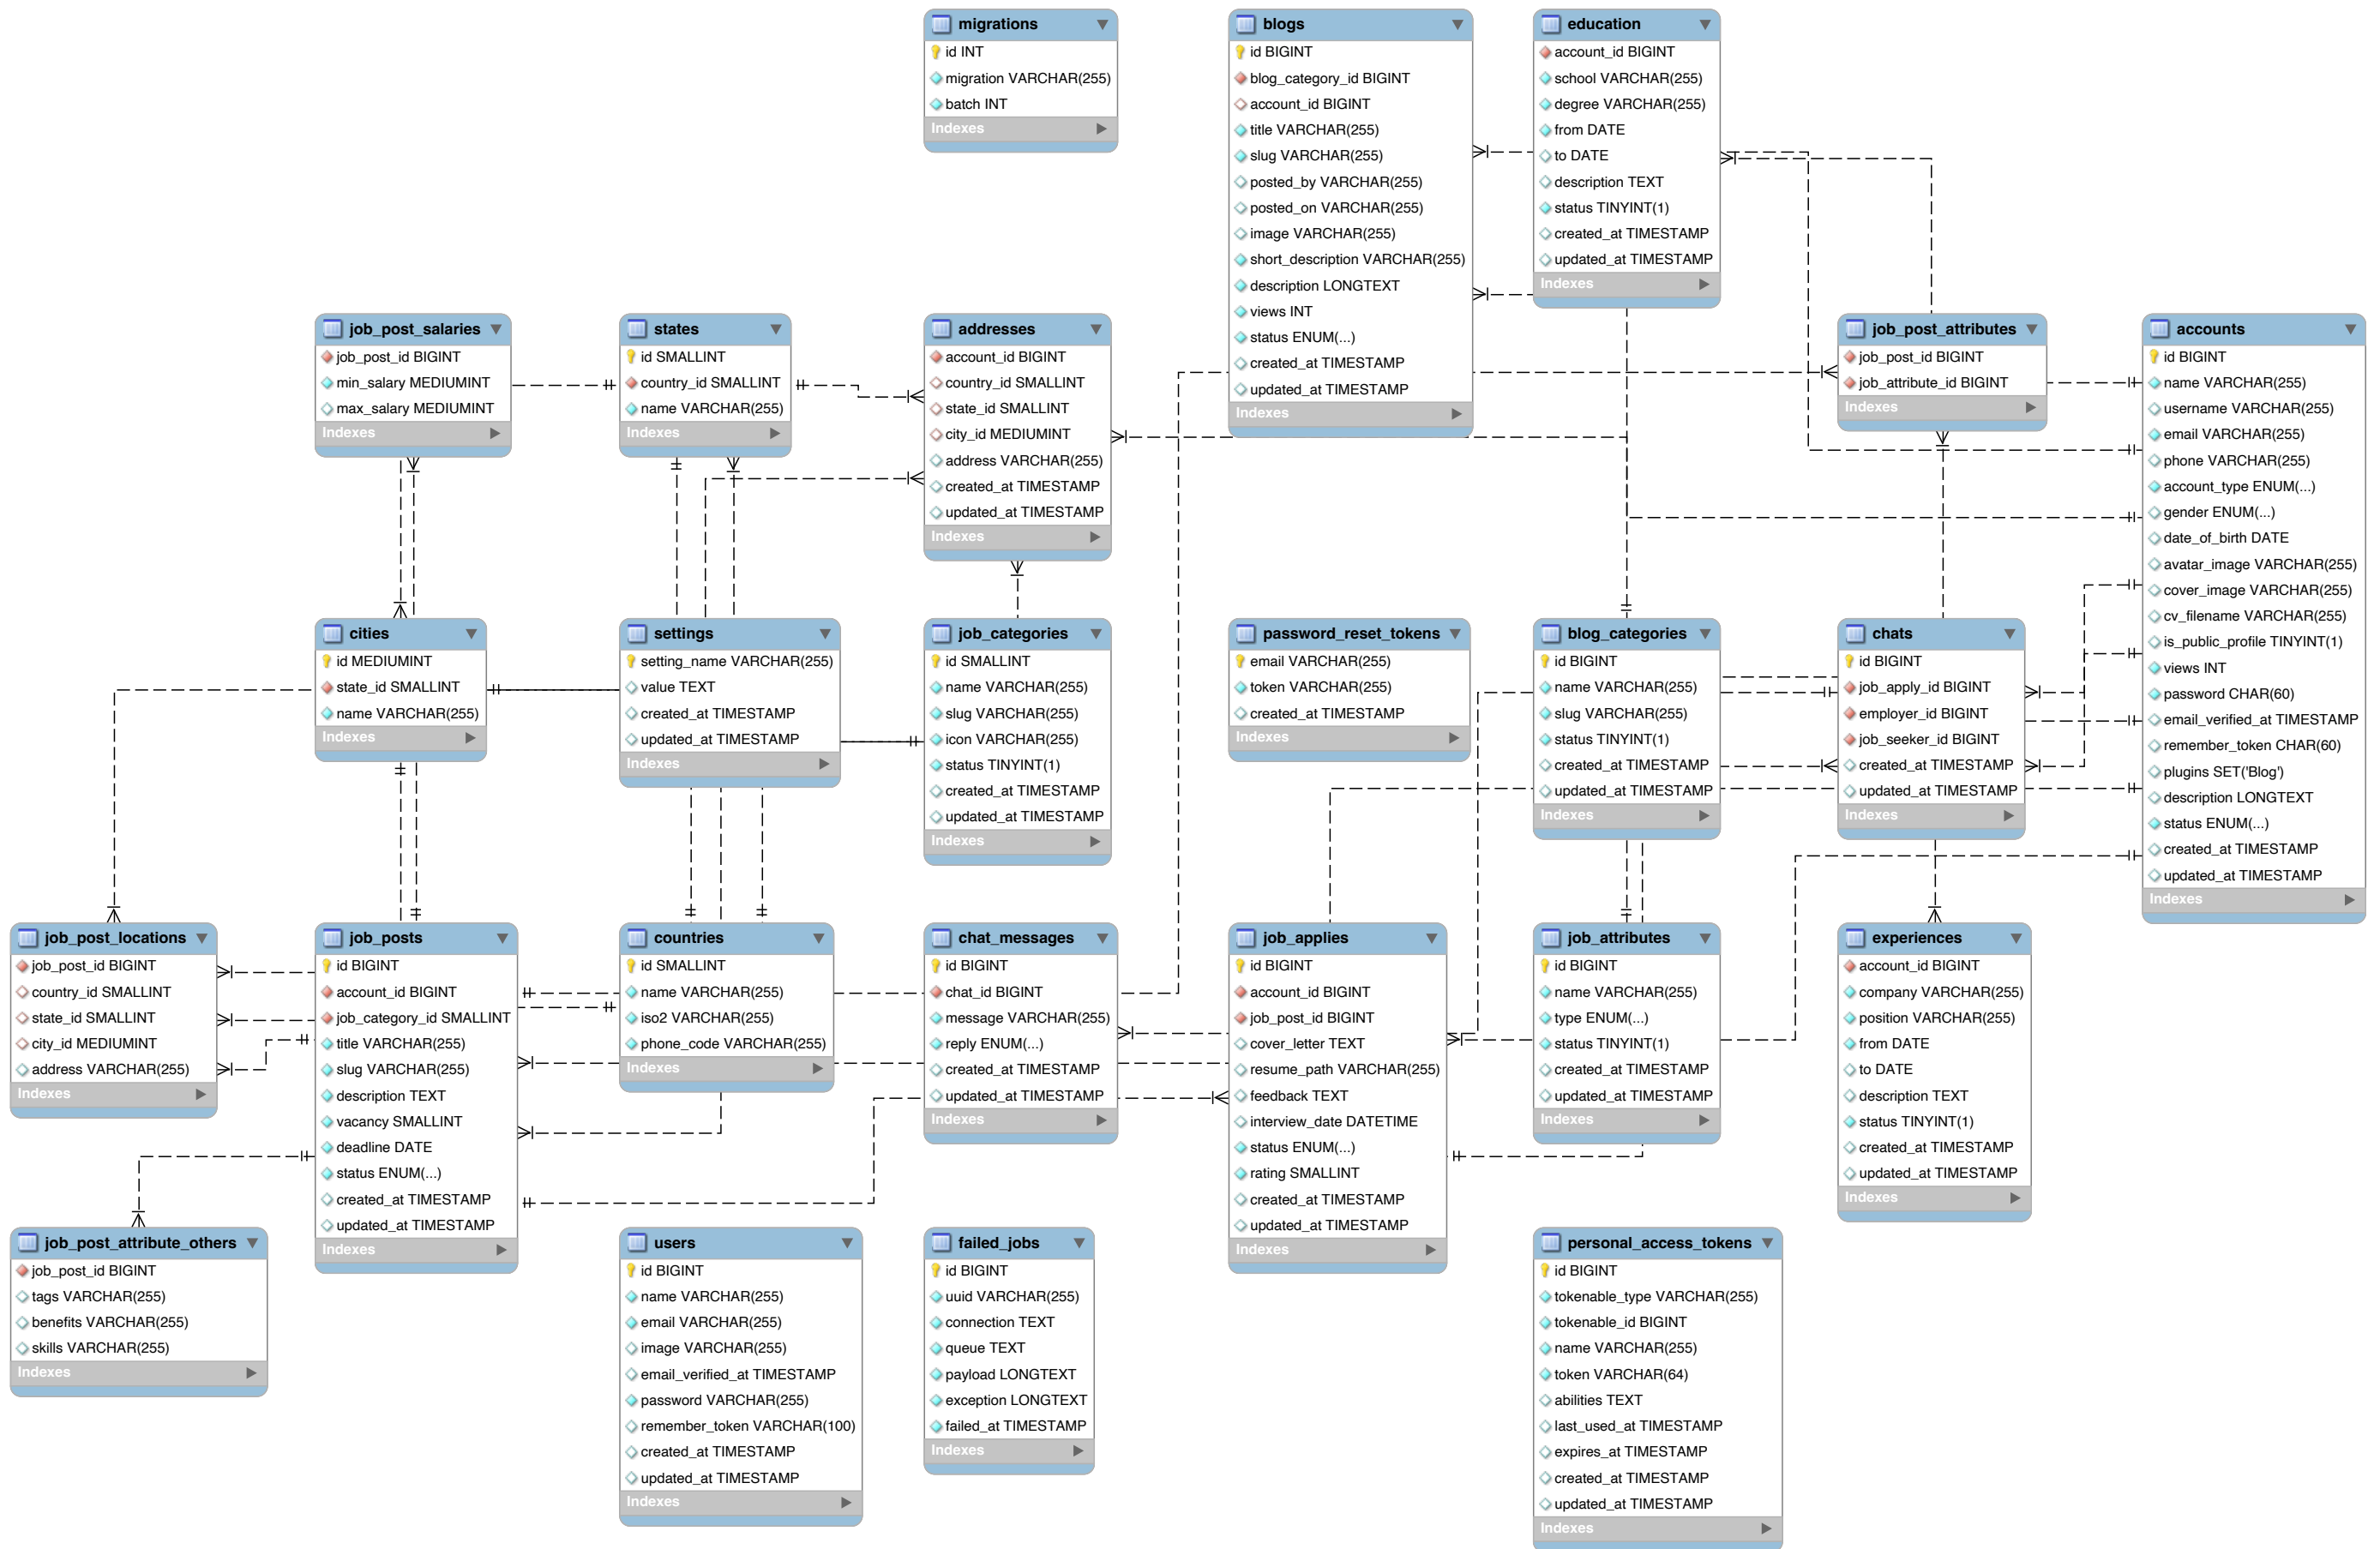 migrations
id INT
migration VARCHAR(255)
batch INT
Indexes
blogs
id BIGINT
blog_category_id BIGINT
account_id BIGINT
title VARCHAR(255)
slug VARCHAR(255)
posted_by VARCHAR(255)
posted_on VARCHAR(255)
image VARCHAR(255)
short_description VARCHAR(255)
description LONGTEXT
views INT
status ENUM(...)
created_at TIMESTAMP
updated_at TIMESTAMP
Indexes
education
account_id BIGINT
school VARCHAR(255)
degree VARCHAR(255)
from DATE
to DATE
description TEXT
status TINYINT(1)
created_at TIMESTAMP
updated_at TIMESTAMP
Indexes
job_post_salaries
job_post_id BIGINT
min_salary MEDIUMINT
max_salary MEDIUMINT
Indexes
states
id SMALLINT
country_id SMALLINT
name VARCHAR(255)
Indexes
addresses
account_id BIGINT
country_id SMALLINT
state_id SMALLINT
city_id MEDIUMINT
address VARCHAR(255)
created_at TIMESTAMP
updated_at TIMESTAMP
Indexes
job_post_attributes
job_post_id BIGINT
job_attribute_id BIGINT
Indexes
accounts
id BIGINT
name VARCHAR(255)
username VARCHAR(255)
email VARCHAR(255)
phone VARCHAR(255)
account_type ENUM(...)
gender ENUM(...)
date_of_birth DATE
avatar_image VARCHAR(255)
cover_image VARCHAR(255)
cv_filename VARCHAR(255)
is_public_profile TINYINT(1)
views INT
password CHAR(60)
email_verified_at TIMESTAMP
remember_token CHAR(60)
plugins SET('Blog')
description LONGTEXT
status ENUM(...)
created_at TIMESTAMP
updated_at TIMESTAMP
Indexes
cities
id MEDIUMINT
state_id SMALLINT
name VARCHAR(255)
Indexes
settings
setting_name VARCHAR(255)
value TEXT
created_at TIMESTAMP
updated_at TIMESTAMP
Indexes
job_categories
id SMALLINT
name VARCHAR(255)
slug VARCHAR(255)
icon VARCHAR(255)
status TINYINT(1)
created_at TIMESTAMP
updated_at TIMESTAMP
Indexes
password_reset_tokens
email VARCHAR(255)
token VARCHAR(255)
created_at TIMESTAMP
Indexes
blog_categories
id BIGINT
name VARCHAR(255)
slug VARCHAR(255)
status TINYINT(1)
created_at TIMESTAMP
updated_at TIMESTAMP
Indexes
chats
id BIGINT
job_apply_id BIGINT
employer_id BIGINT
job_seeker_id BIGINT
created_at TIMESTAMP
updated_at TIMESTAMP
Indexes
job_post_locations
job_post_id BIGINT
country_id SMALLINT
state_id SMALLINT
city_id MEDIUMINT
address VARCHAR(255)
Indexes
job_posts
id BIGINT
account_id BIGINT
job_category_id SMALLINT
title VARCHAR(255)
slug VARCHAR(255)
description TEXT
vacancy SMALLINT
deadline DATE
status ENUM(...)
created_at TIMESTAMP
updated_at TIMESTAMP
Indexes
countries
id SMALLINT
name VARCHAR(255)
iso2 VARCHAR(255)
phone_code VARCHAR(255)
Indexes
chat_messages
id BIGINT
chat_id BIGINT
message VARCHAR(255)
reply ENUM(...)
created_at TIMESTAMP
updated_at TIMESTAMP
Indexes
job_applies
id BIGINT
account_id BIGINT
job_post_id BIGINT
cover_letter TEXT
resume_path VARCHAR(255)
feedback TEXT
interview_date DATETIME
status ENUM(...)
rating SMALLINT
created_at TIMESTAMP
updated_at TIMESTAMP
Indexes
job_attributes
id BIGINT
name VARCHAR(255)
type ENUM(...)
status TINYINT(1)
created_at TIMESTAMP
updated_at TIMESTAMP
Indexes
experiences
account_id BIGINT
company VARCHAR(255)
position VARCHAR(255)
from DATE
to DATE
description TEXT
status TINYINT(1)
created_at TIMESTAMP
updated_at TIMESTAMP
Indexes
job_post_attribute_others
job_post_id BIGINT
tags VARCHAR(255)
benefits VARCHAR(255)
skills VARCHAR(255)
Indexes
users
id BIGINT
name VARCHAR(255)
email VARCHAR(255)
image VARCHAR(255)
email_verified_at TIMESTAMP
password VARCHAR(255)
remember_token VARCHAR(100)
created_at TIMESTAMP
updated_at TIMESTAMP
Indexes
failed_jobs
id BIGINT
uuid VARCHAR(255)
connection TEXT
queue TEXT
payload LONGTEXT
exception LONGTEXT
failed_at TIMESTAMP
Indexes
personal_access_tokens
id BIGINT
tokenable_type VARCHAR(255)
tokenable_id BIGINT
name VARCHAR(255)
token VARCHAR(64)
abilities TEXT
last_used_at TIMESTAMP
expires_at TIMESTAMP
created_at TIMESTAMP
updated_at TIMESTAMP
Indexes